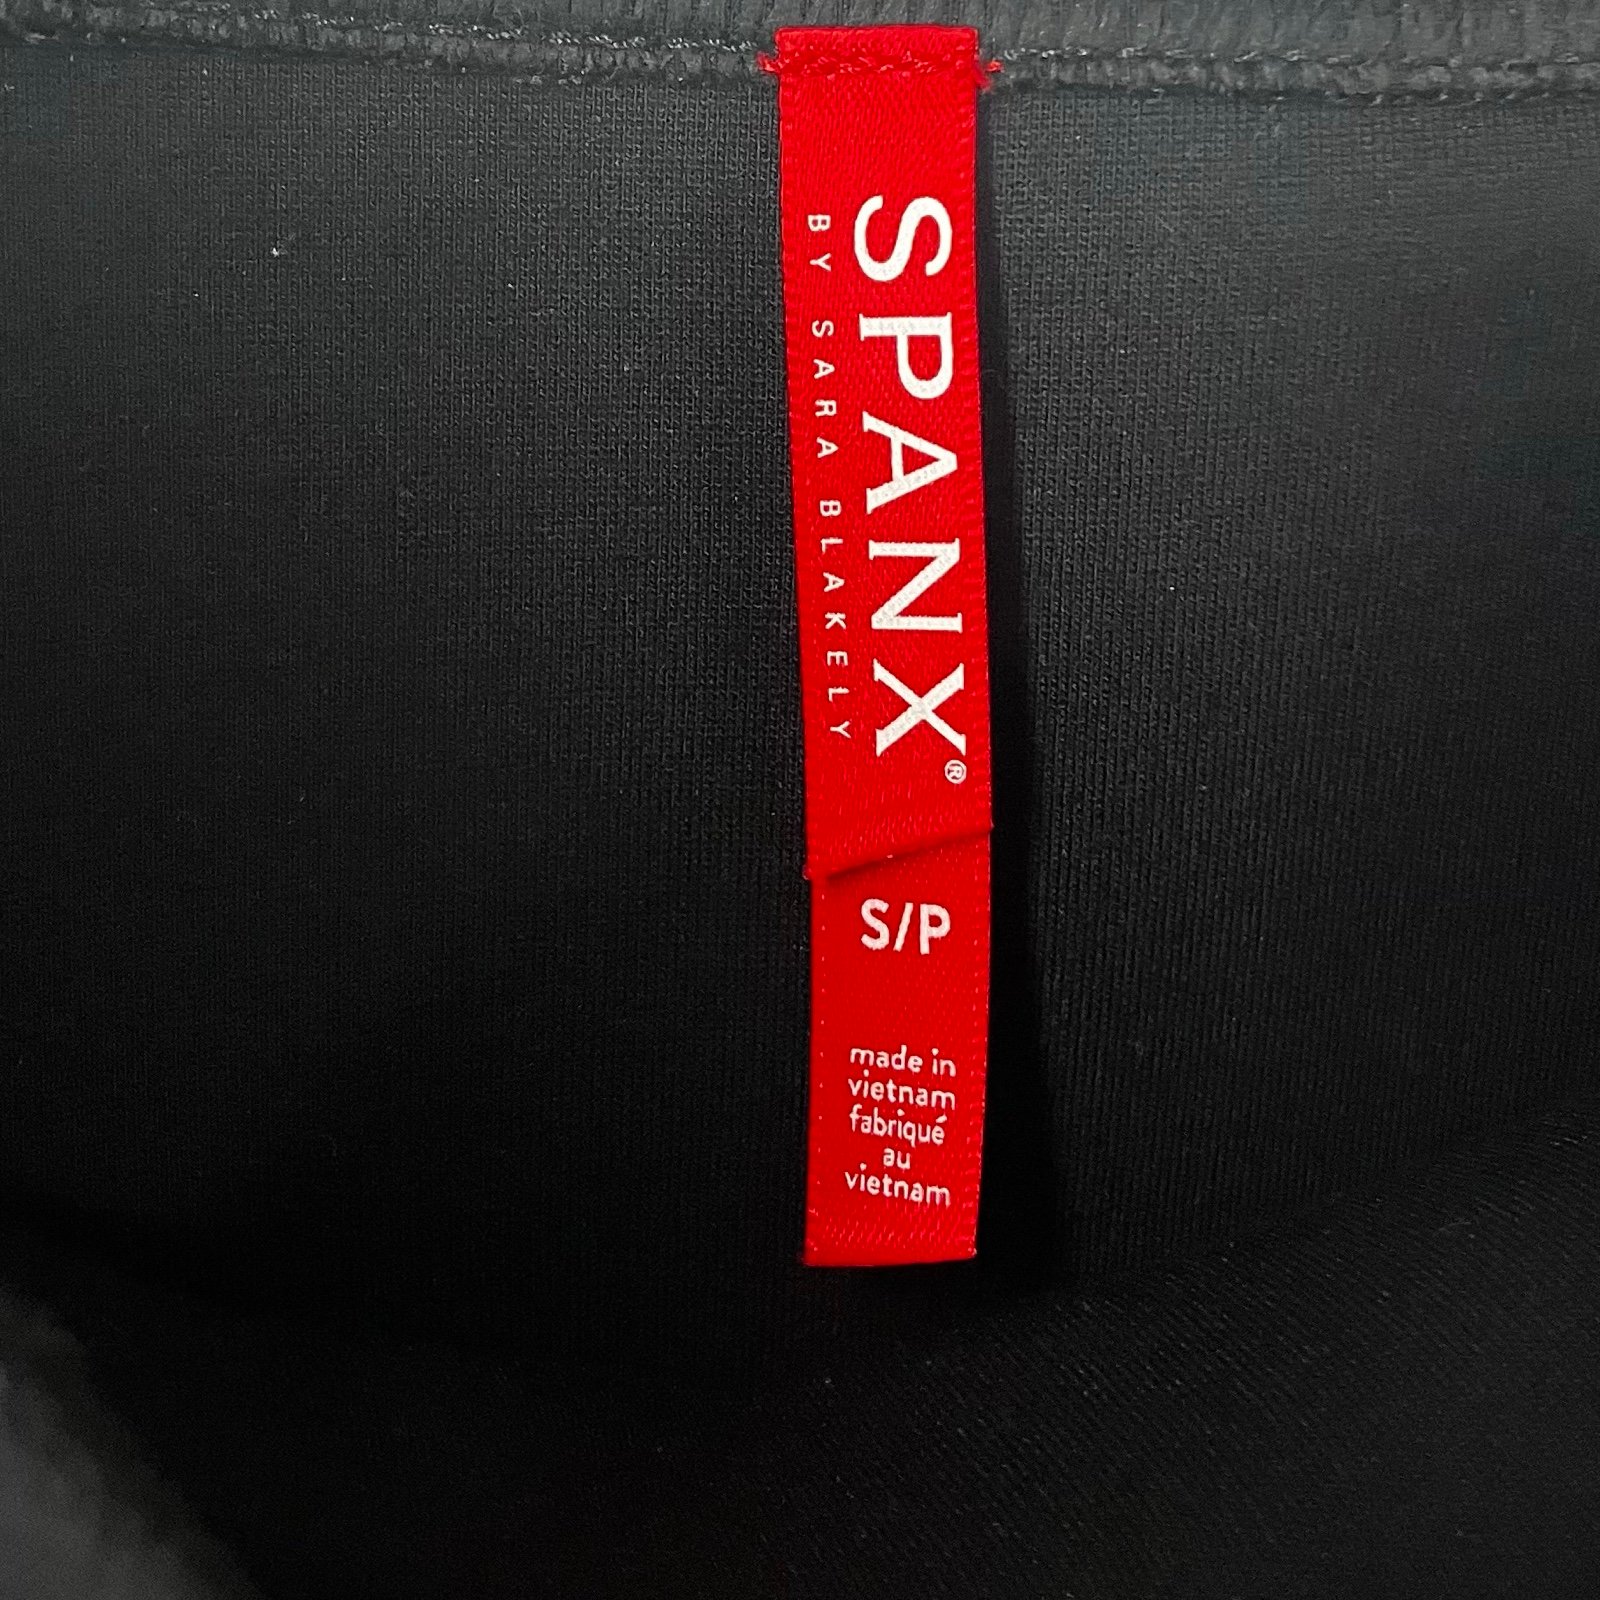 SPANX®
BY SARA BLAKELY
S/P
made in
vietnam
fabriqué
au
vietnam